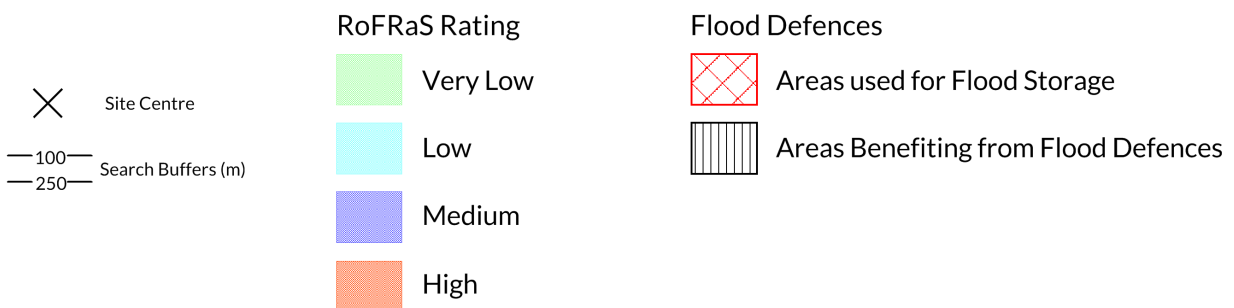 RoFRaS Rating
Flood Defences
Very Low
Areas used for Flood Storage
Site Centre
Low
Areas Benefiting from Flood Defences
100
Search Buffers (m)
250
Medium
High